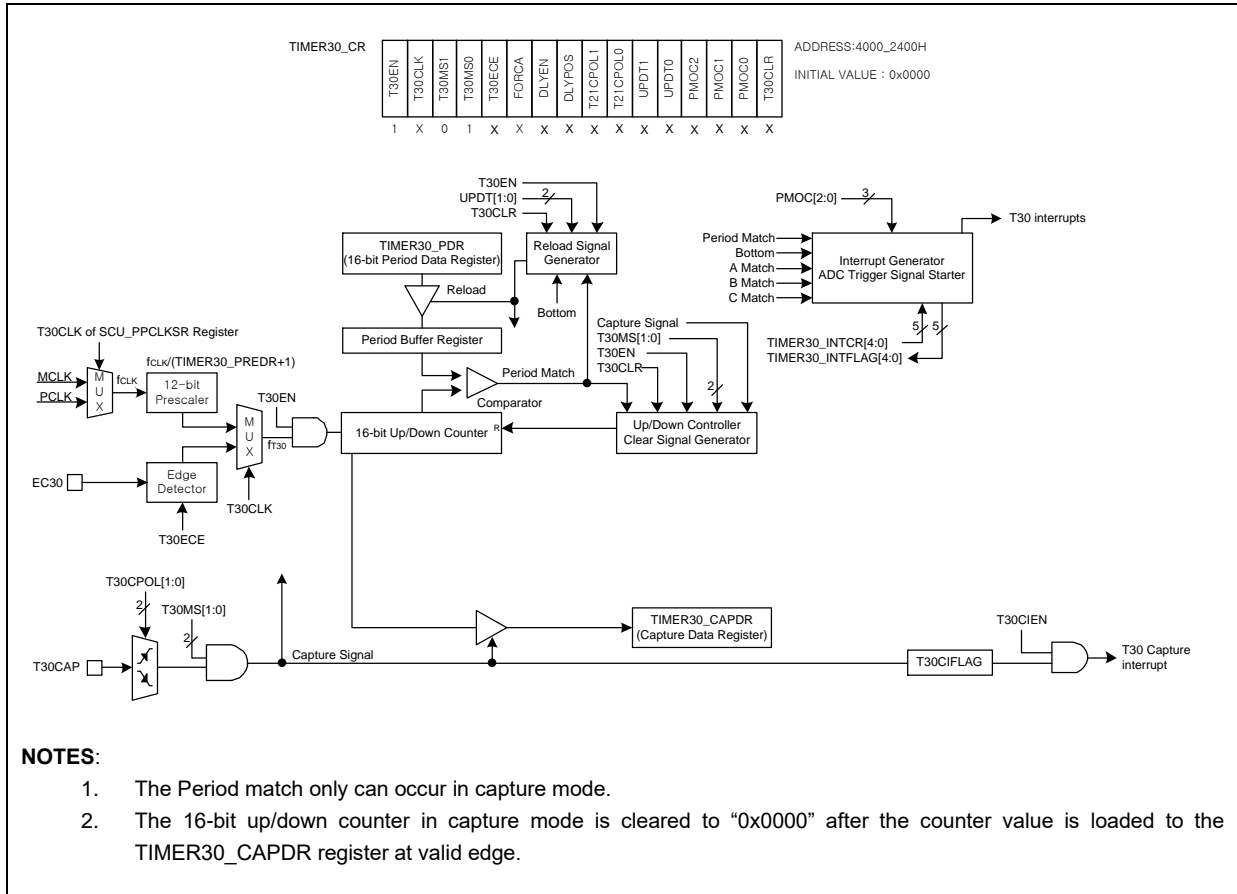 TIMER30_CR
T30EN
T30CLK
T30MS1
T30MS0
T30ECE
FORCA
DLYEN
DLYPOS
T21CPOL1
T21CPOL0
UPDT1
UPDT0
PMOC2
PMOC1
PMOC0
T30CLR
1 X 0 1 X X X X X X X X X X X X
ADDRESS:4000_2400H
INITIAL VALUE : 0x0000
T30EN
UPDT[1:0]
2
T30CLR
TIMER30_PDR
(16-bit Period Data Register)
Reload Signal
Generator
Reload
Bottom
Period Buffer Register
PMOC[2:0]
3
T30 interrupts
Period Match
Bottom
A Match
B Match
C Match
Interrupt Generator
ADC Trigger Signal Starter
5
5
TIMER30_INTCR[4:0]
TIMER30_INTFLAG[4:0]
Capture Signal
T30MS[1:0]
T30EN
T30CLR
2
Period Match
Comparator
Up/Down Controller
Clear Signal Generator
T30CLK of SCU_PPCLKSR Register
fCLK/(TIMER30_PREDR+1)
MCLK
PCLK
MUX
fCLK
12-bit
Prescaler
T30EN
MUX
fT30
16-bit Up/Down Counter
R
EC30
Edge
Detector
T30CLK
T30ECE
T30CPOL[1:0]
2
T30MS[1:0]
2
T30CAP
Capture Signal
TIMER30_CAPDR
(Capture Data Register)
T30CIEN
T30CIFLAG
T30 Capture
interrupt
NOTES:
1. The Period match only can occur in capture mode.
2. The 16-bit up/down counter in capture mode is cleared to “0x0000” after the counter value is loaded to the
TIMER30_CAPDR register at valid edge.